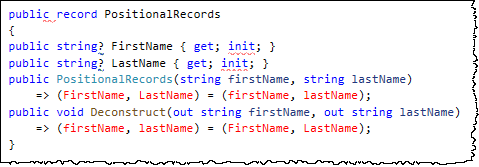 public record PositionalRecords
{
public string? FirstName { get; init; }
public string? LastName { get; init; }
public PositionalRecords(string firstName, string lastName)
=> (FirstName, LastName) = (firstName, lastName);
public void Deconstruct(out string firstName, out string lastName)
=> (firstName, lastName) = (FirstName, LastName);
}